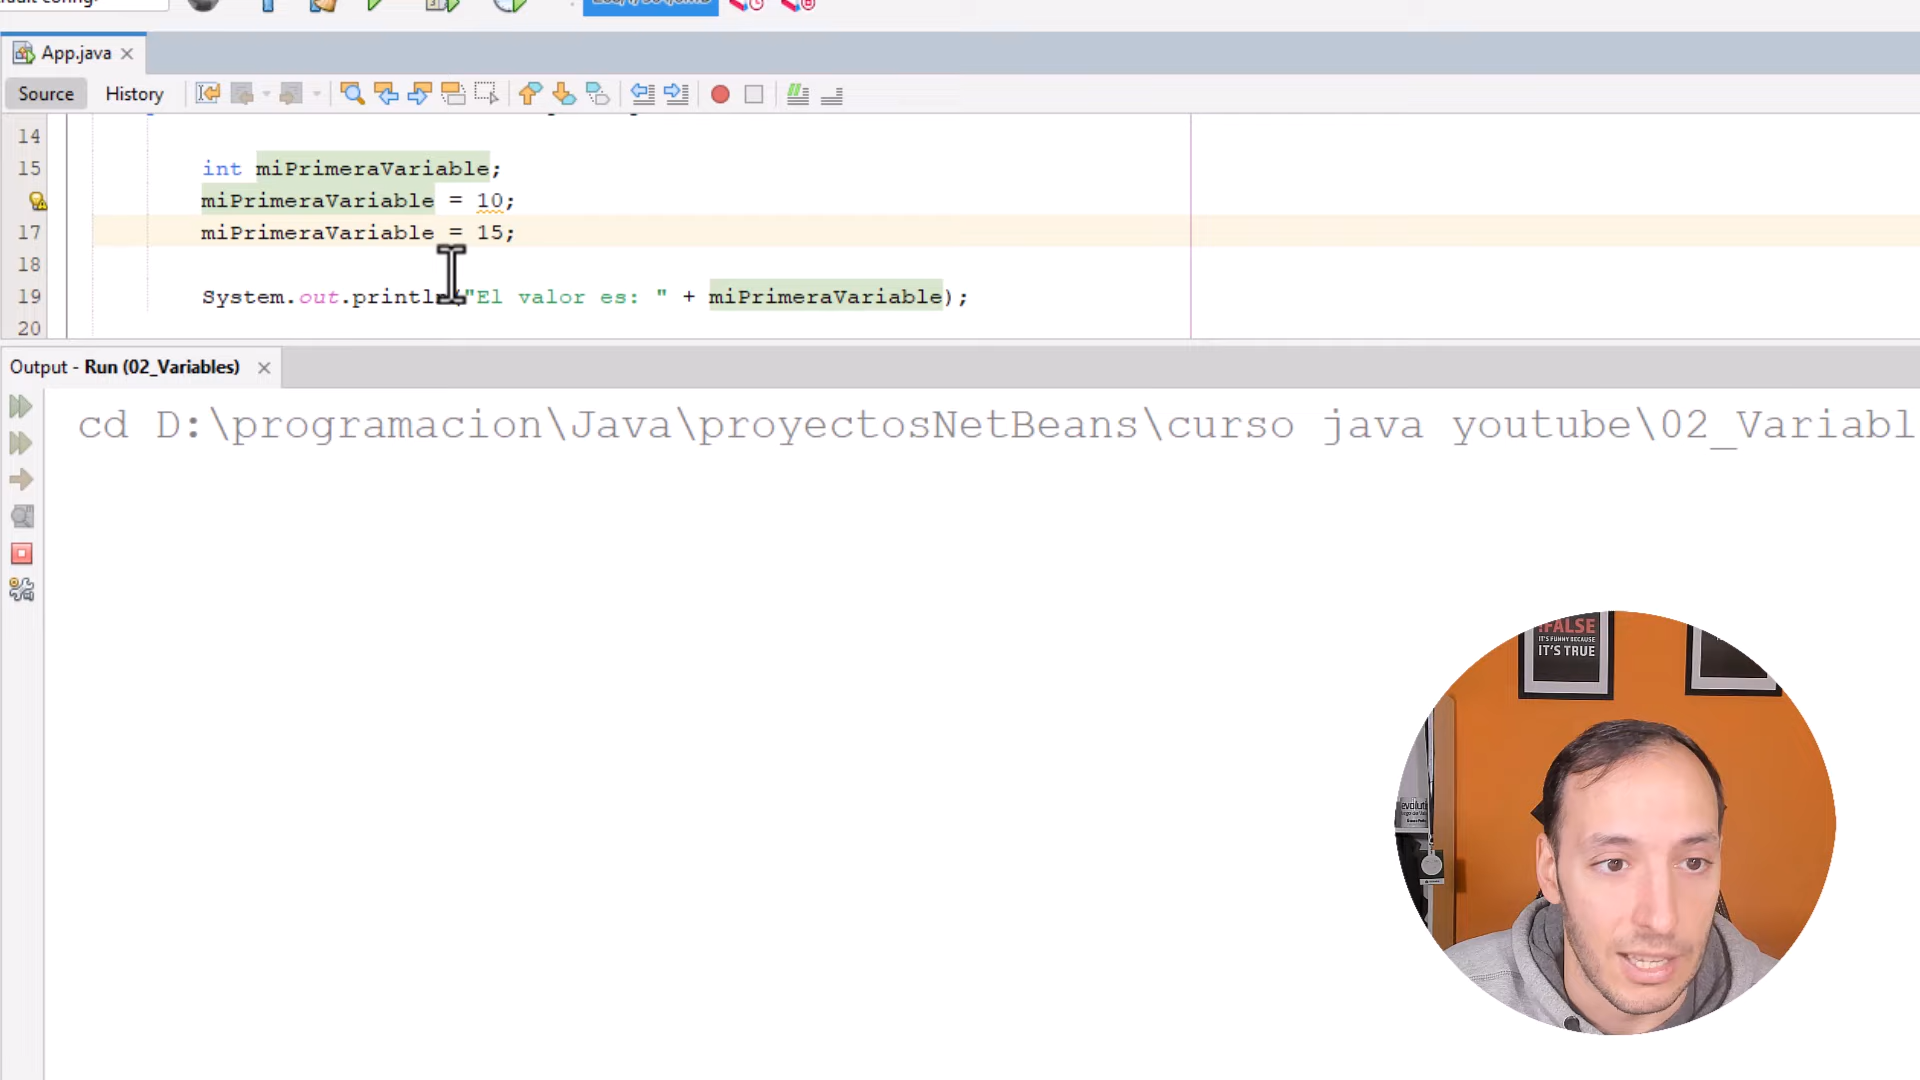 App.java
Source History
14
15 int miPrimeraVariable;
miPrimeraVariable = 10;
17 miPrimeraVariable = 15;
18
19 System.out.println("El valor es: " + miPrimeraVariable);
20
Output - Run (02_Variables)
cd D:\programacion\Java\proyectosNetBeans\curso java youtube\02_Variabl
!FALSE
IT'S FUNNY BECAUSE
IT'S TRUE